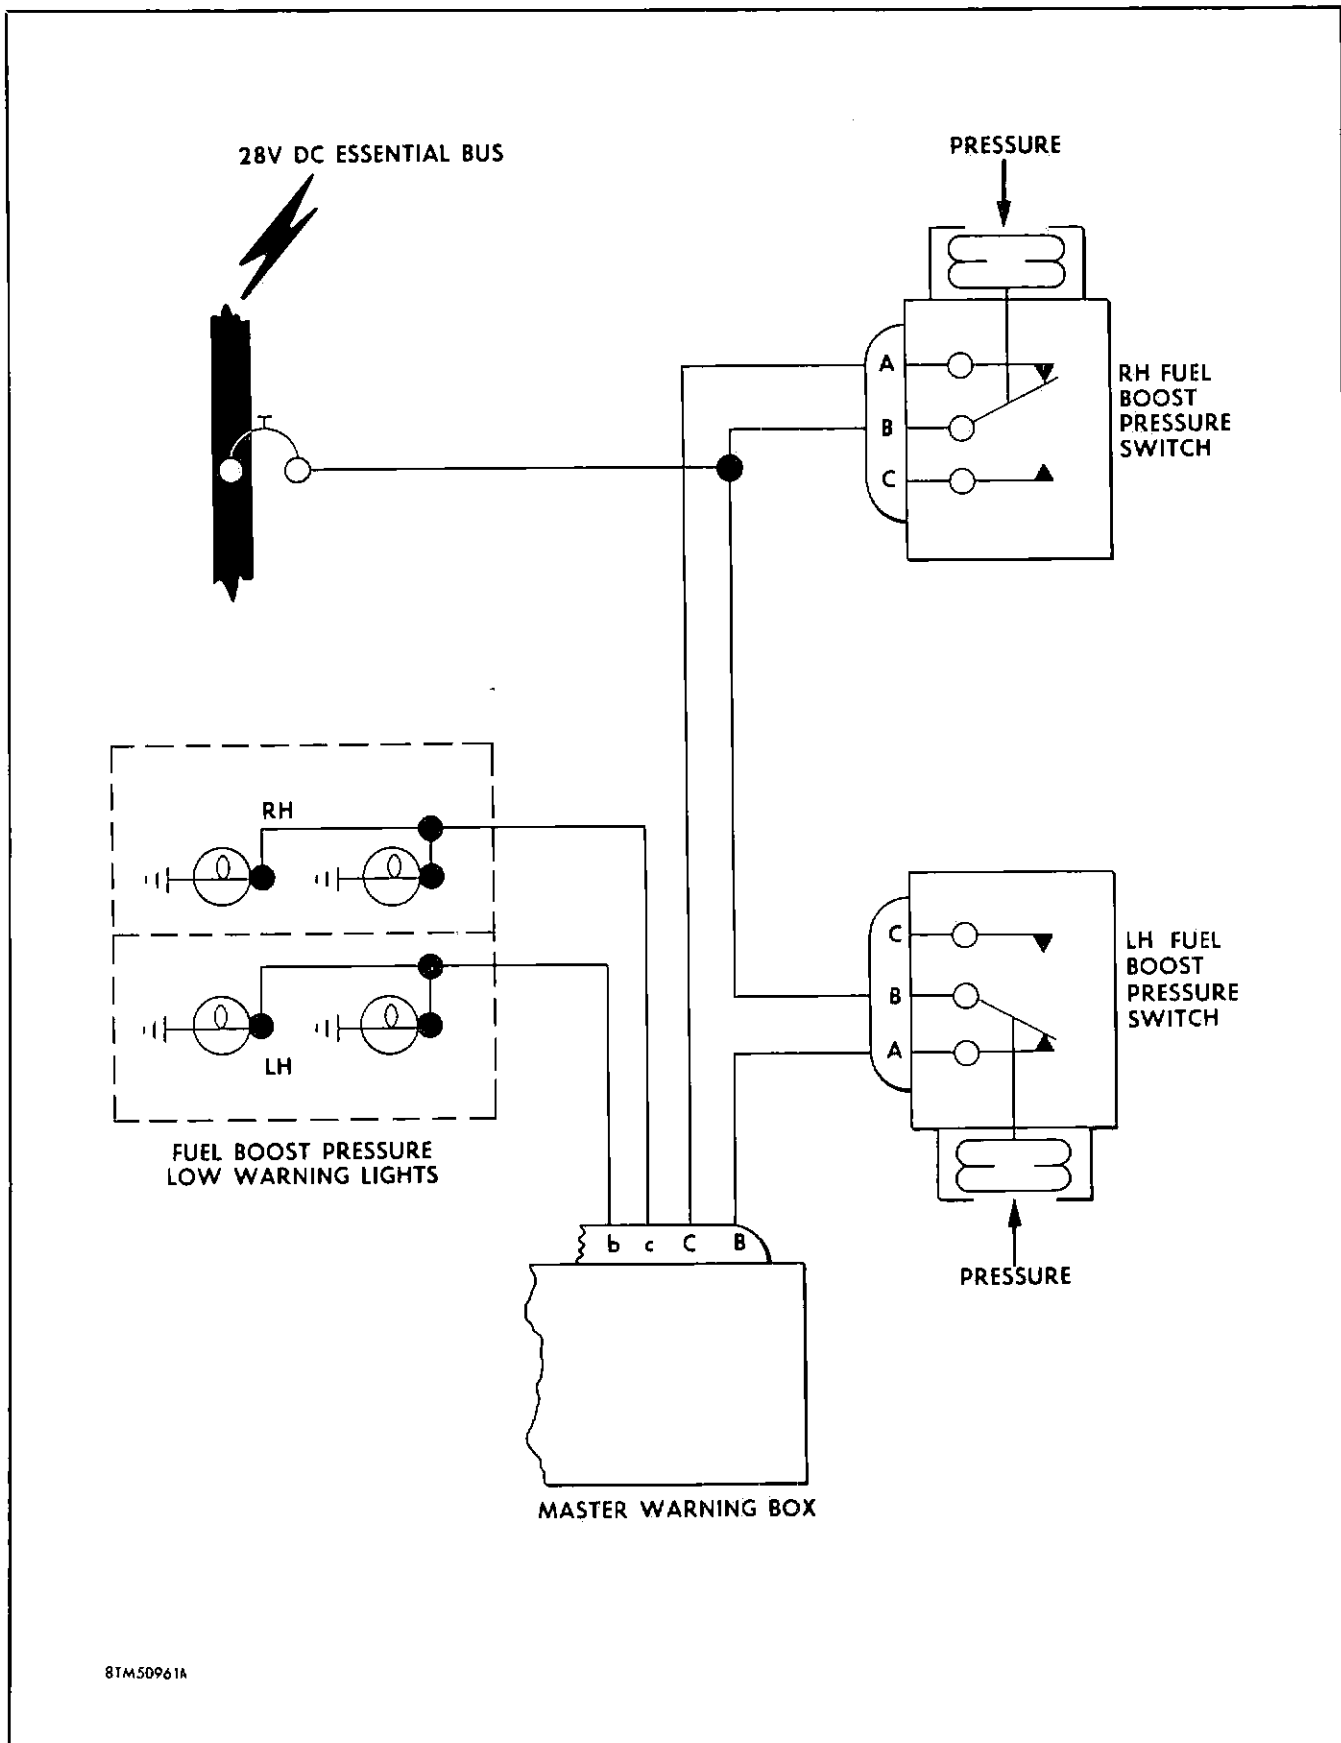 28V DC ESSENTIAL BUS
PRESSURE
A
B
C
RH FUEL
BOOST
PRESSURE
SWITCH
RH
LH
FUEL BOOST PRESSURE
LOW WARNING LIGHTS
C
B
A
LH FUEL
BOOST
PRESSURE
SWITCH
PRESSURE
b c C B
MASTER WARNING BOX
8TM50961A